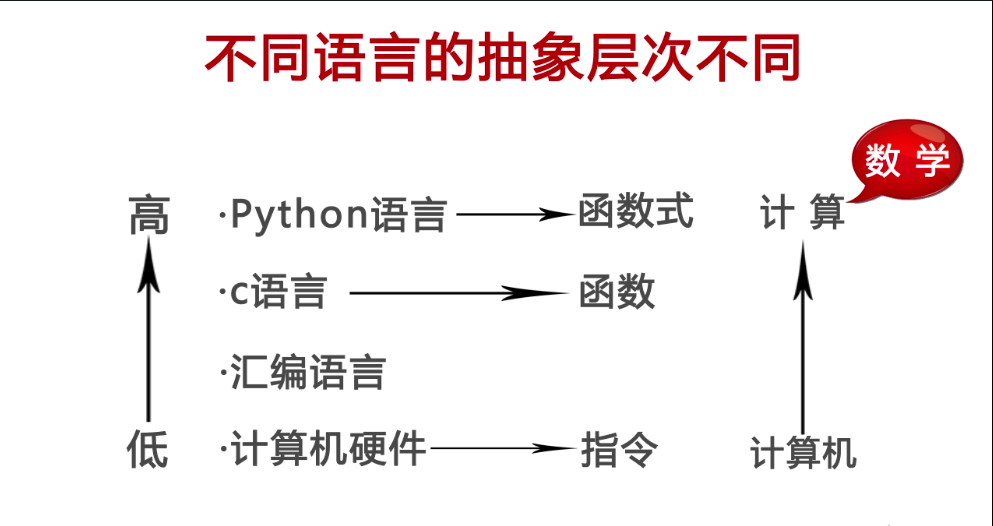 不同语言的抽象层次不同
数学
高 ·Python语言 函数式 计算
·c语言 函数
·汇编语言
低 ·计算机硬件 指令 计算机